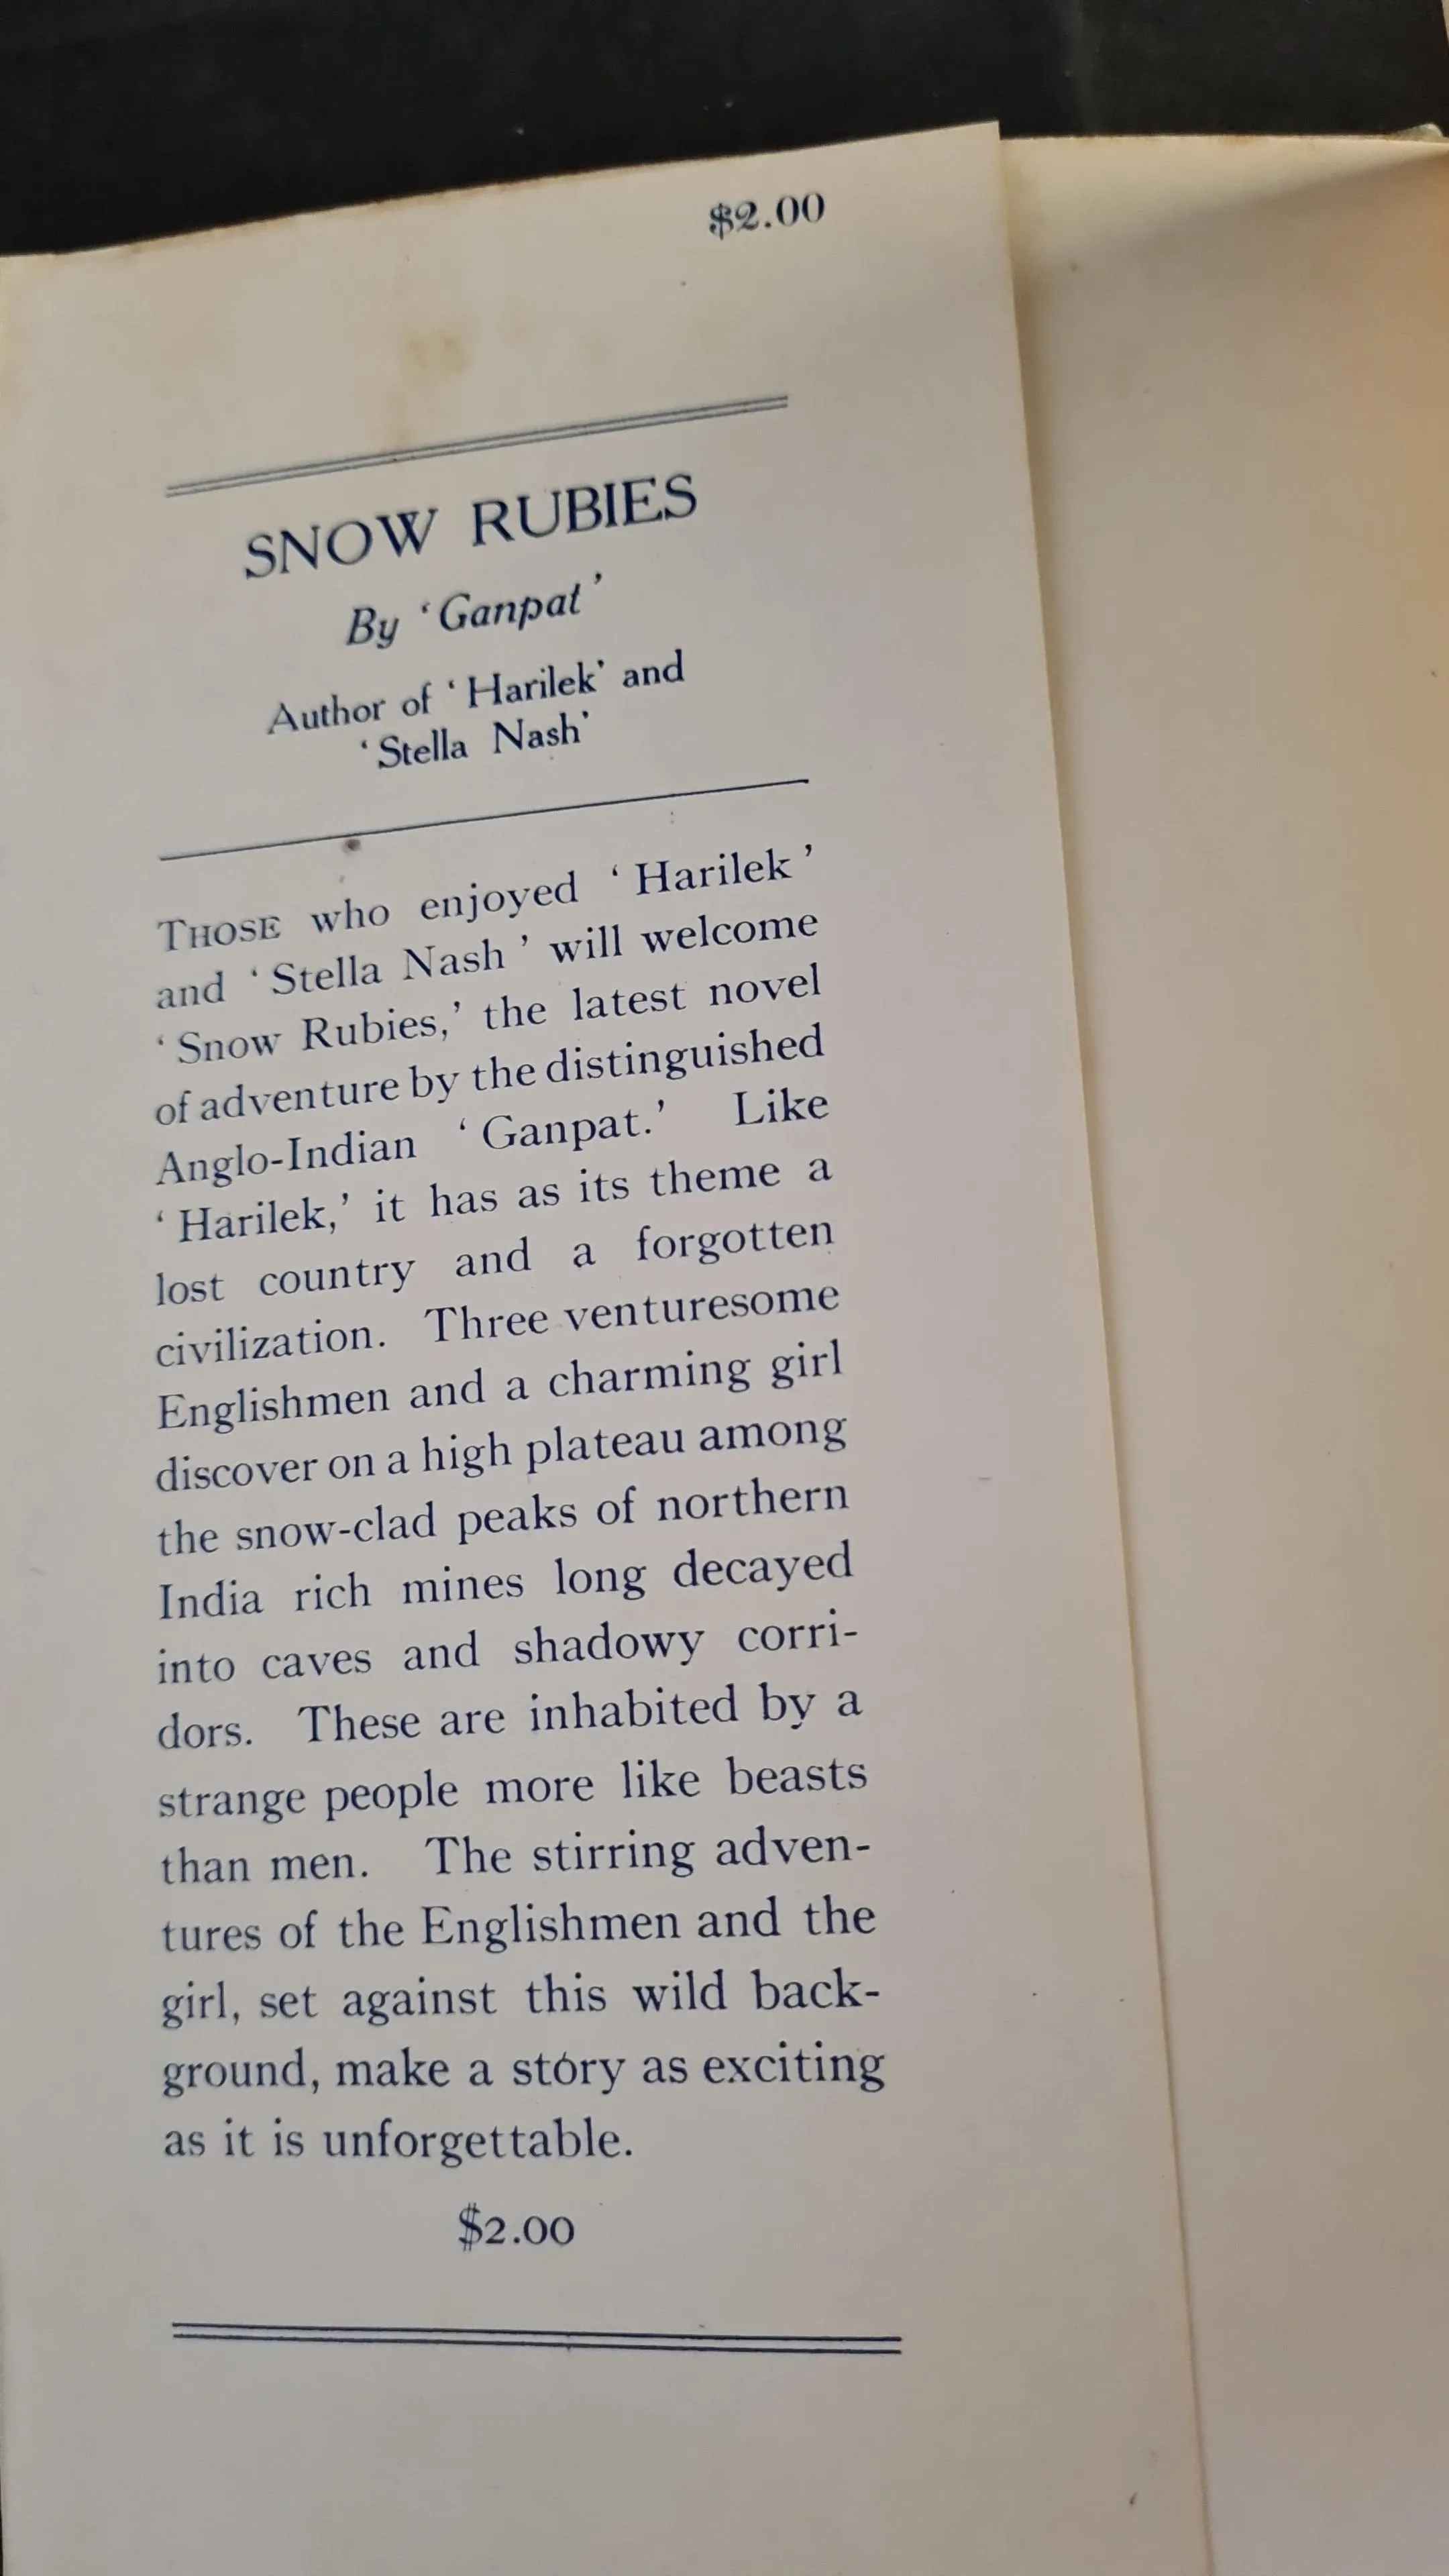 $2.00
SNOW RUBIES
By ‘Ganpat’
Author of ‘Harilek’ and
‘Stella Nash’
THOSE who enjoyed ‘Harilek’
and ‘Stella Nash’ will welcome
‘Snow Rubies,’ the latest novel
of adventure by the distinguished
Anglo-Indian ‘Ganpat.’ Like
‘Harilek,’ it has as its theme a
lost country and a forgotten
civilization. Three venturesome
Englishmen and a charming girl
discover on a high plateau among
the snow-clad peaks of northern
India rich mines long decayed
into caves and shadowy corri-
dors. These are inhabited by a
strange people more like beasts
than men. The stirring adven-
tures of the Englishmen and the
girl, set against this wild back-
ground, make a story as exciting
as it is unforgettable.
$2.00